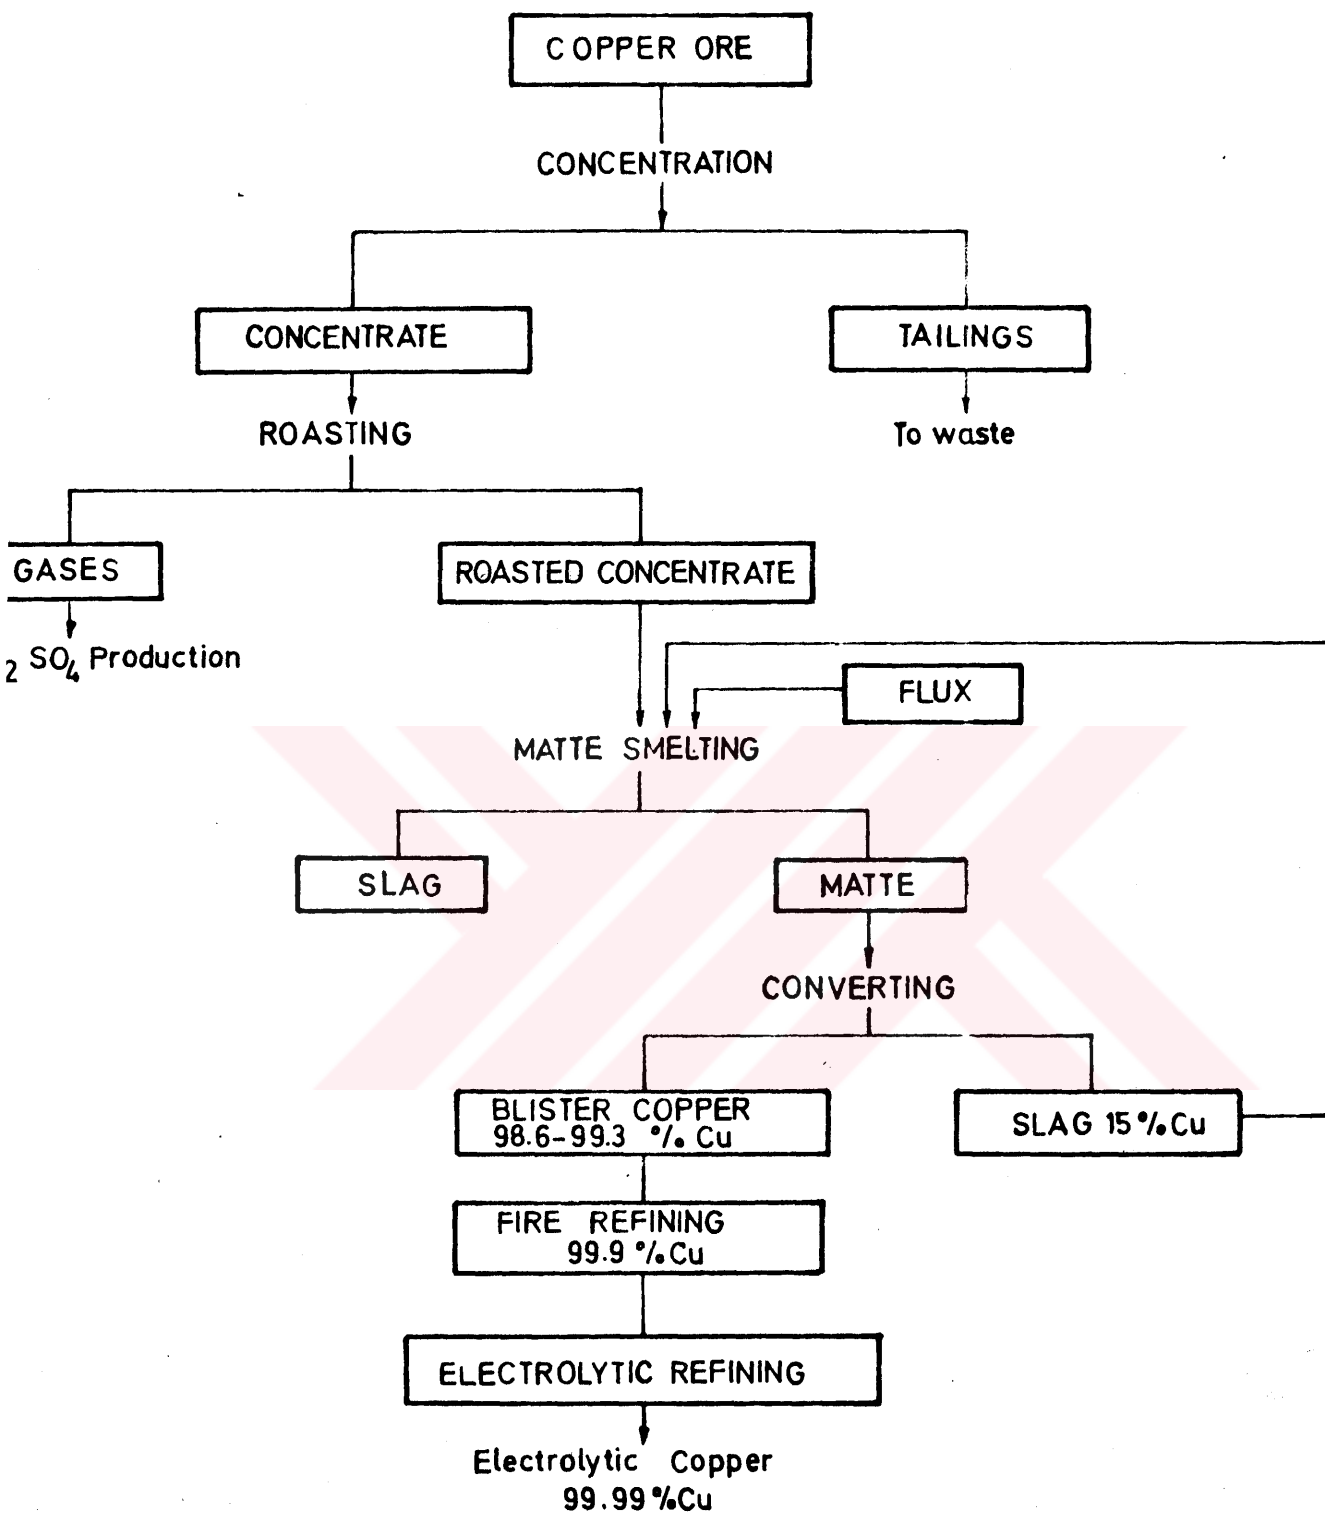 COPPER ORE
CONCENTRATION
CONCENTRATE
TAILINGS
ROASTING
To waste
GASES
ROASTED CONCENTRATE
2 SO4 Production
FLUX
MATTE SMELTING
SLAG
MATTE
CONVERTING
BLISTER COPPER
98.6-99.3 % Cu
SLAG 15% Cu
FIRE REFINING
99.9 % Cu
ELECTROLYTIC REFINING
Electrolytic Copper
99.99 % Cu